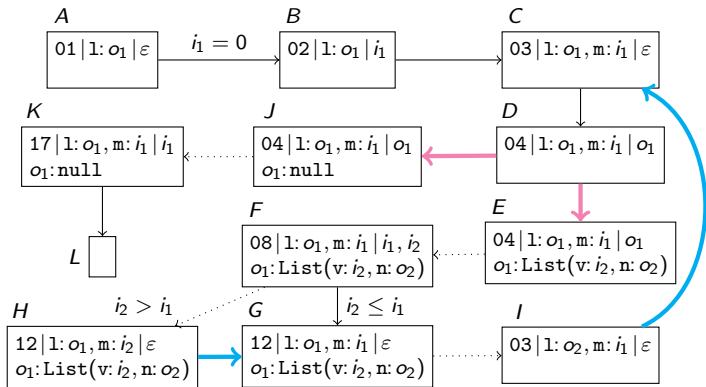 A
B
C
01 | l: o₁ | ε
i₁ = 0
02 | l: o₁ | i₁
03 | l: o₁, m: i₁ | ε
K
J
D
17 | l: o₁, m: i₁ | i₁
o₁: null
04 | l: o₁, m: i₁ | o₁
o₁: null
04 | l: o₁, m: i₁ | o₁
F
E
L
08 | l: o₁, m: i₁ | i₁, i₂
o₁: List(v: i₂, n: o₂)
04 | l: o₁, m: i₁ | o₁
o₁: List(v: i₂, n: o₂)
H
i₂ > i₁
G
i₂ ≤ i₁
I
12 | l: o₁, m: i₂ | ε
o₁: List(v: i₂, n: o₂)
12 | l: o₁, m: i₁ | ε
o₁: List(v: i₂, n: o₂)
03 | l: o₂, m: i₁ | ε